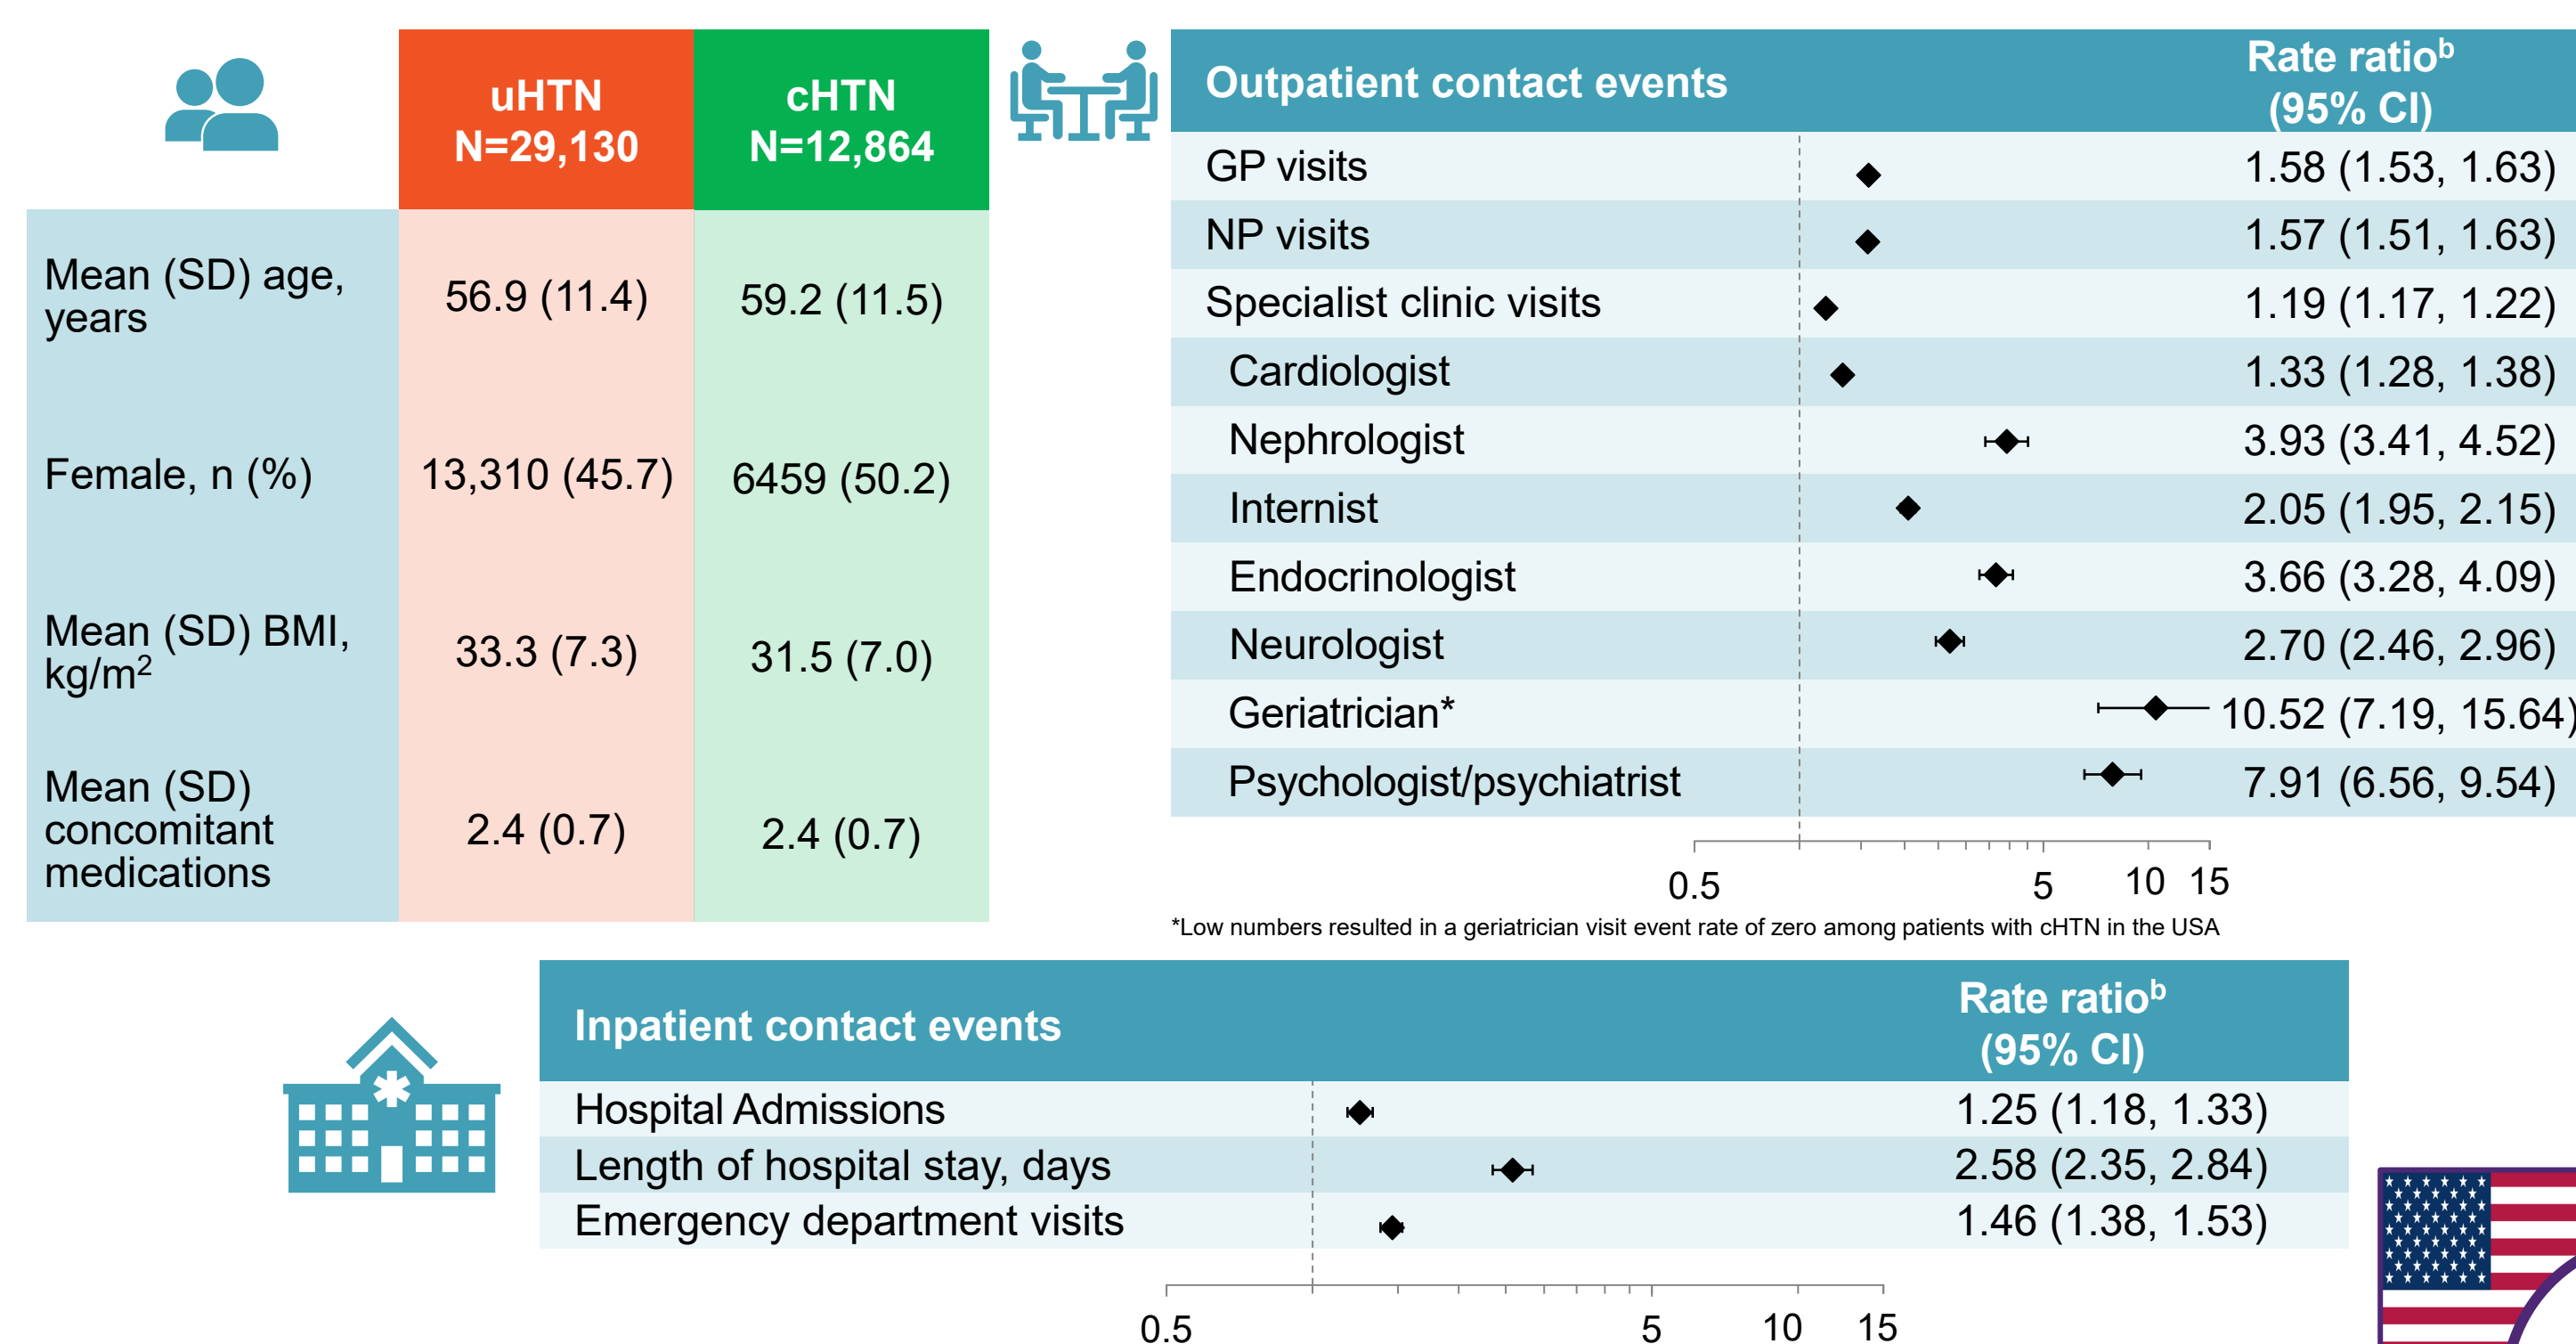 uHTN
N=29,130
cHTN
N=12,864
Mean (SD) age,
years
56.9 (11.4)
59.2 (11.5)
Female, n (%)
13,310 (45.7)
6459 (50.2)
Mean (SD) BMI,
kg/m²
33.3 (7.3)
31.5 (7.0)
Mean (SD)
concomitant
medications
2.4 (0.7)
2.4 (0.7)
Outpatient contact events
Rate ratioᵇ
(95% CI)
GP visits 1.58 (1.53, 1.63)
NP visits 1.57 (1.51, 1.63)
Specialist clinic visits 1.19 (1.17, 1.22)
Cardiologist 1.33 (1.28, 1.38)
Nephrologist 3.93 (3.41, 4.52)
Internist 2.05 (1.95, 2.15)
Endocrinologist 3.66 (3.28, 4.09)
Neurologist 2.70 (2.46, 2.96)
Geriatrician* 10.52 (7.19, 15.64)
Psychologist/psychiatrist 7.91 (6.56, 9.54)
0.5 5 10 15
*Low numbers resulted in a geriatrician visit event rate of zero among patients with cHTN in the USA
Inpatient contact events
Rate ratioᵇ
(95% CI)
Hospital Admissions 1.25 (1.18, 1.33)
Length of hospital stay, days 2.58 (2.35, 2.84)
Emergency department visits 1.46 (1.38, 1.53)
0.5 5 10 15